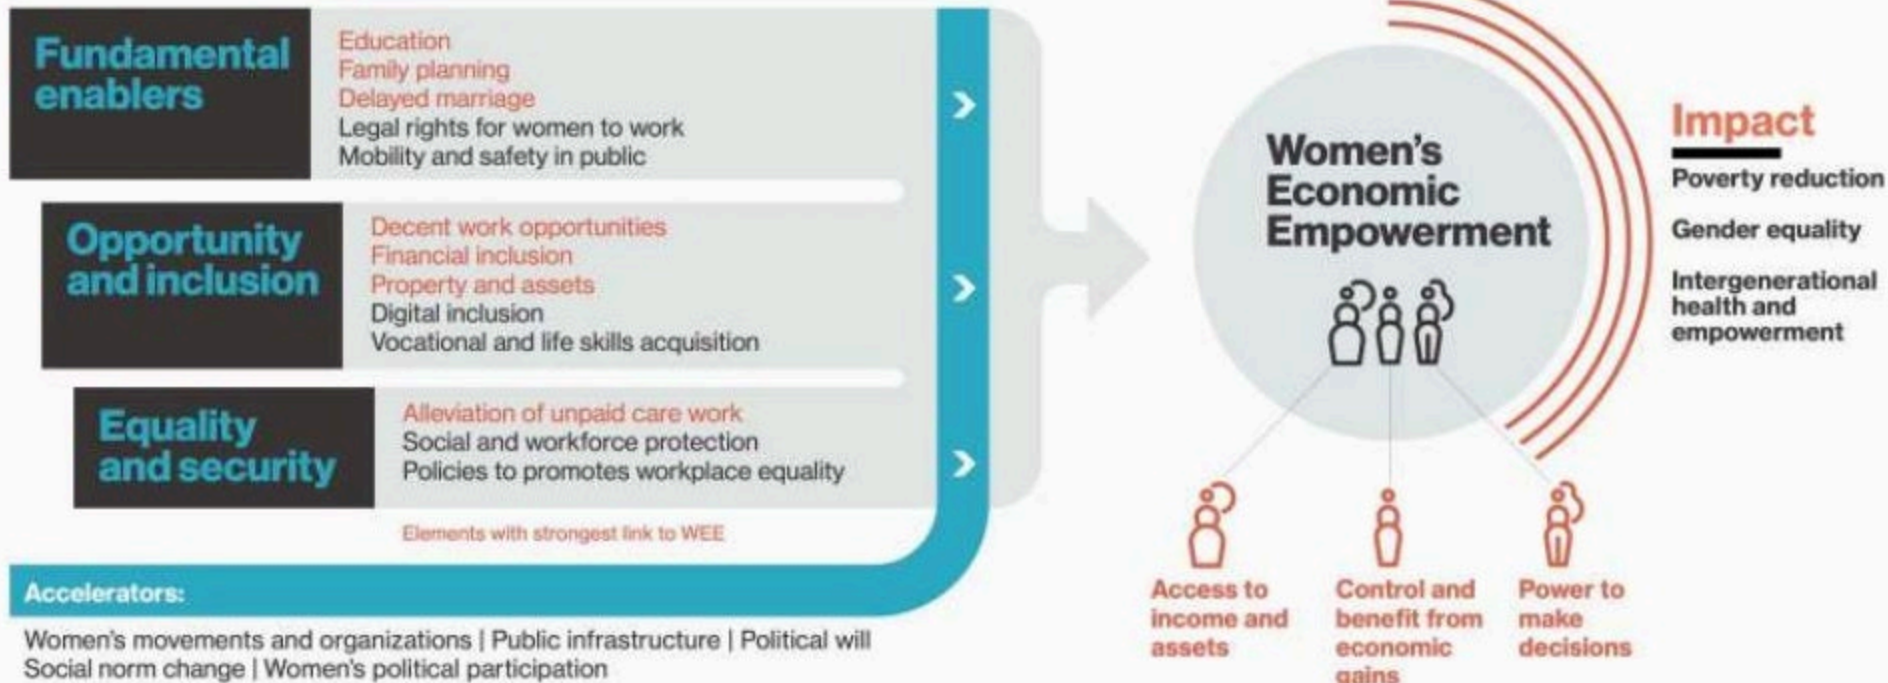 Fundamental
enablers
Education
Family planning
Delayed marriage
Legal rights for women to work
Mobility and safety in public
Opportunity
and inclusion
Decent work opportunities
Financial inclusion
Property and assets
Digital inclusion
Vocational and life skills acquisition
Equality
and security
Alleviation of unpaid care work
Social and workforce protection
Policies to promotes workplace equality
Elements with strongest link to WEE
Accelerators:
Women's movements and organizations | Public infrastructure | Political will
Social norm change | Women's political participation
Women's
Economic
Empowerment
Access to
income and
assets
Control and
benefit from
economic
gains
Power to
make
decisions
Impact
Poverty reduction
Gender equality
Intergenerational
health and
empowerment